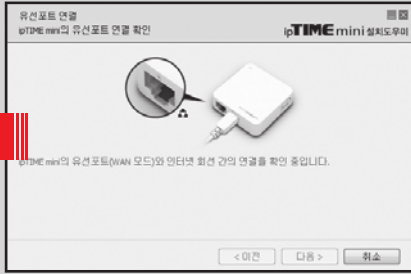 유선포트 연결
ipTIME mini의 유선포트 연결 확인
ipTIME mini 설치도우미
ipTIME mini의 유선포트(WAN 모드)와 인터넷 회선 간의 연결을 확인 중입니다.
< 이전
다음 >
취소